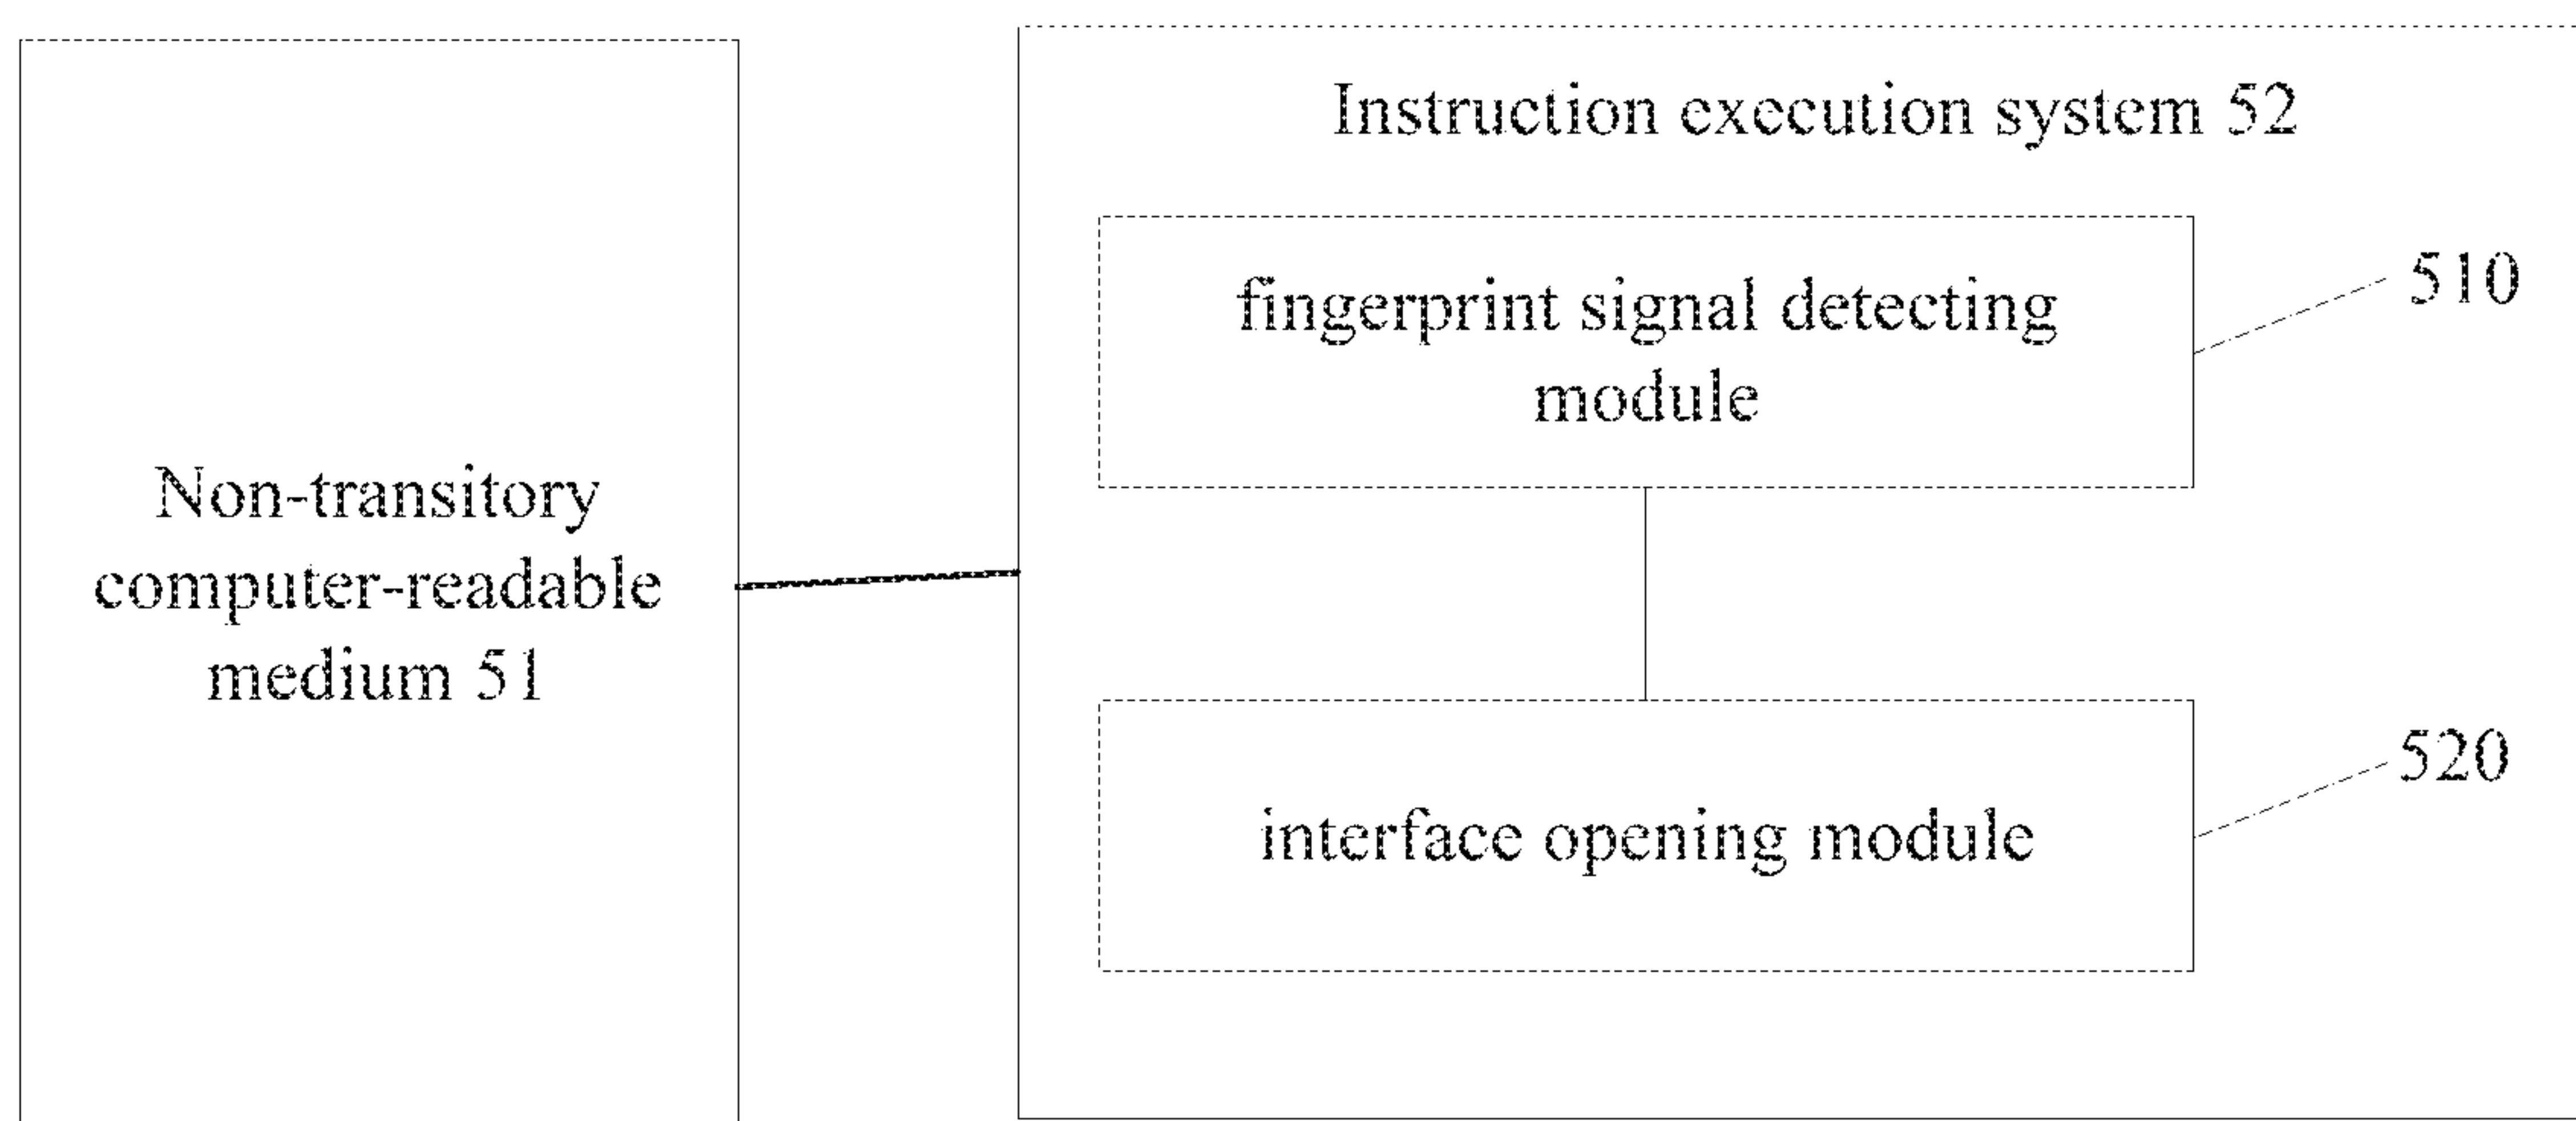 Non-transitory
computer-readable
medium 51
Instruction execution system 52
fingerprint signal detecting
module
510
interface opening module
520